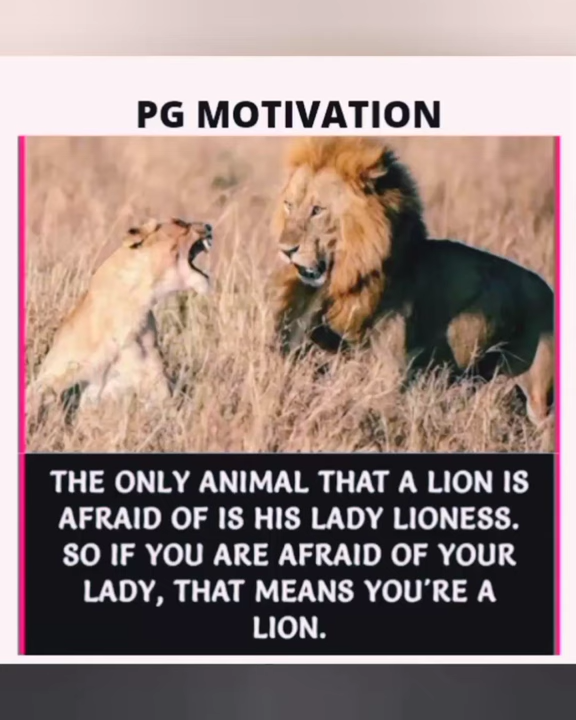 PG MOTIVATION
THE ONLY ANIMAL THAT A LION IS
AFRAID OF IS HIS LADY LIONESS.
SO IF YOU ARE AFRAID OF YOUR
LADY, THAT MEANS YOU'RE A
LION.